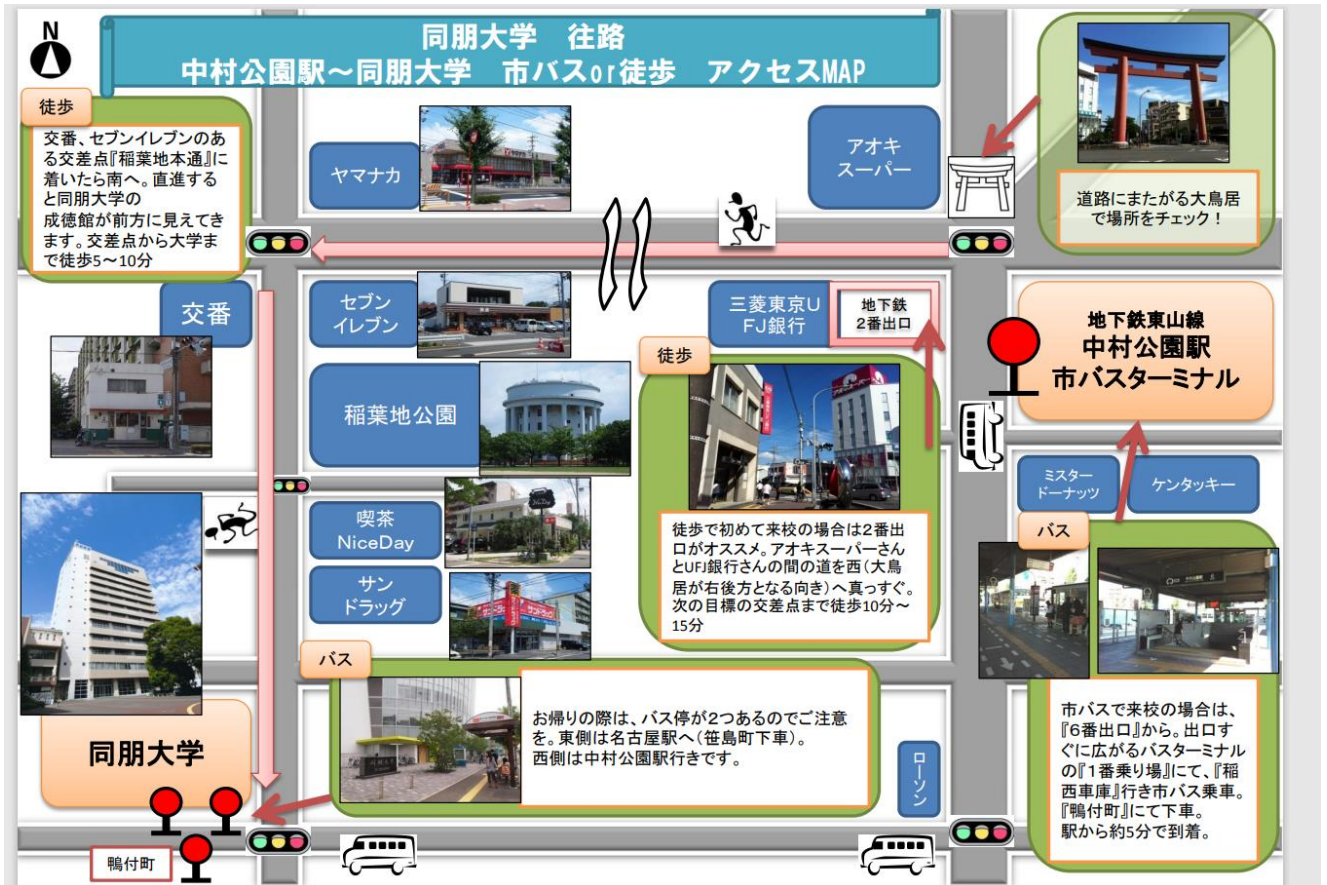 N
同朋大学 往路
中村公園駅~同朋大学 市バスor徒歩 アクセスMAP
徒歩
交番、セブンイレブンのあ
る交差点『稲葉地本通』に
着いたら南へ。直進する
と同朋大学の
成徳館が前方に見えてき
ます。交差点から大学ま
で徒歩5~10分
ヤマナカ
アオキ
スーパー
道路にまたがる大鳥居
で場所をチェック!
交番
セブン
イレブン
三菱東京U
FJ銀行
地下鉄
2番出口
地下鉄東山線
中村公園駅
市バスターミナル
稲葉地公園
徒歩
徒歩で初めて来校の場合は2番出
口がオススメ。アオキスーパーさん
とUFJ銀行さんの間の道を西(大鳥
居が右後方となる向き)へ真っすぐ。
次の目標の交差点まで徒歩10分~
15分
ミスター
ドーナッツ
ケンタッキー
喫茶
NiceDay
サン
ドラッグ
バス
市バスで来校の場合は、
『6番出口』から。出口す
ぐに広がるバスターミナル
の『1番乗り場』にて、『稲
西車庫』行き市バス乗車。
『鴨付町』にて下車。
駅から約5分で到着。
バス
お帰りの際は、バス停が2つあるのでご注意
を。東側は名古屋駅へ(笹島町下車)。
西側は中村公園駅行きです。
同朋大学
ローソン
鴨付町